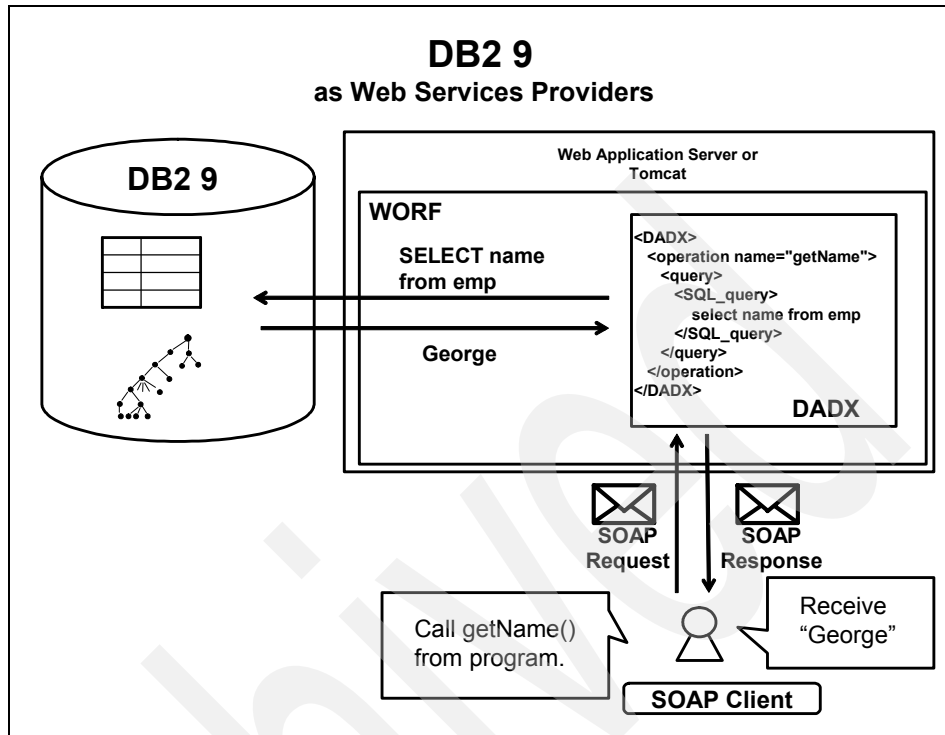 DB2 9
as Web Services Providers
Web Application Server or
Tomcat
DB2 9
WORF
SELECT name
from emp
George
<DADX>
<operation name="getName">
<query>
<SQL_query>
select name from emp
</SQL_query>
</query>
</operation>
</DADX>
DADX
SOAP
Request
SOAP
Response
Call getName()
from program.
Receive
“George”
SOAP Client